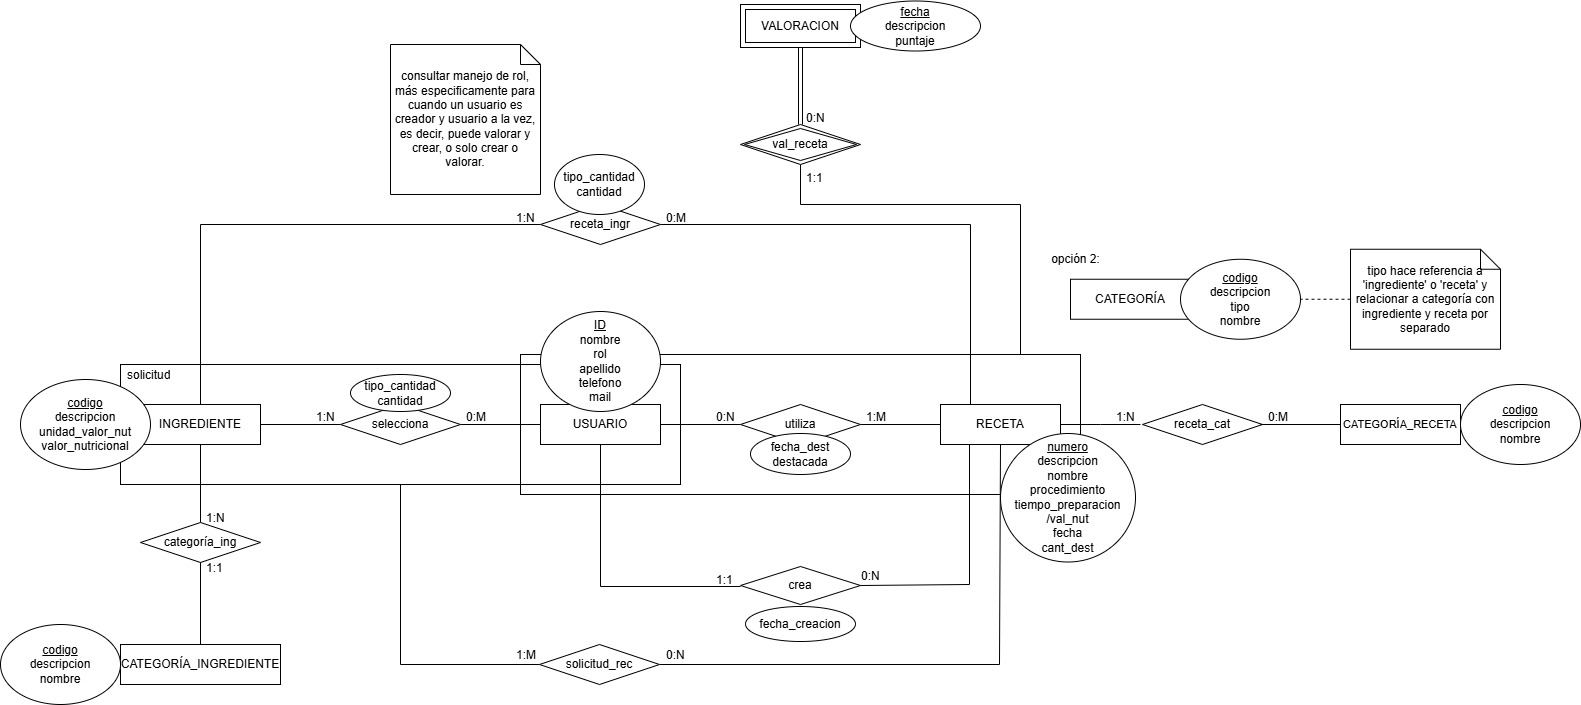 VALORACION
fecha
descripcion
puntaje
consultar manejo de rol,
más especificamente para
cuando un usuario es
creador y usuario a la vez,
es decir, puede valorar y
crear, o solo crear o
valorar.
0:N
val_receta
1:1
tipo_cantidad
cantidad
1:N
receta_ingr
0:M
opción 2:
CATEGORÍA
codigo
descripcion
tipo
nombre
tipo hace referencia a
'ingrediente' o 'receta' y
relacionar a categoría con
ingrediente y receta por
separado
ID
nombre
rol
apellido
telefono
mail
solicitud
codigo
descripcion
unidad_valor_nut
valor_nutricional
INGREDIENTE
tipo_cantidad
cantidad
1:N
selecciona
0:M
USUARIO
0:N
utiliza
1:M
fecha_dest
destacada
RECETA
numero
descripcion
nombre
procedimiento
tiempo_preparacion
/val_nut
fecha
cant_dest
1:N
receta_cat
0:M
CATEGORÍA_RECETA
codigo
descripcion
nombre
1:N
categoría_ing
1:1
1:1
crea
0:N
fecha_creacion
codigo
descripcion
nombre
CATEGORÍA_INGREDIENTE
1:M
solicitud_rec
0:N